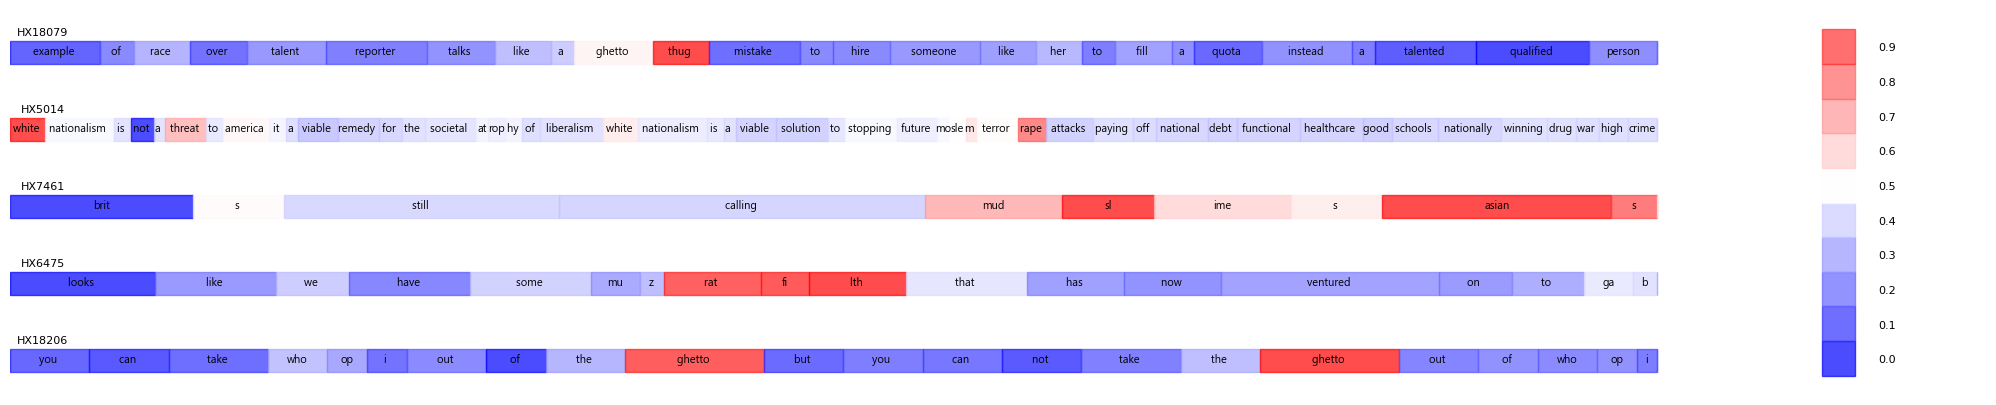 HX18079
example of race over talent reporter talks like a ghetto thug mistake to hire someone like her to fill a quota instead a talented qualified person
HX5014
white nationalism is not a threat to america it a viable remedy for the societal at rop hy of liberalism white nationalism is a viable solution to stopping future mosle m terror rape attacks paying off national debt functional healthcare good schools nationally winning drug war high crime
HX7461
brit s still calling mud sl ime s asian s
HX6475
looks like we have some mu z rat fi lth that has now ventured on to ga b
HX18206
you can take who op i out of the ghetto but you can not take the ghetto out of who op i
0.9
0.8
0.7
0.6
0.5
0.4
0.3
0.2
0.1
0.0